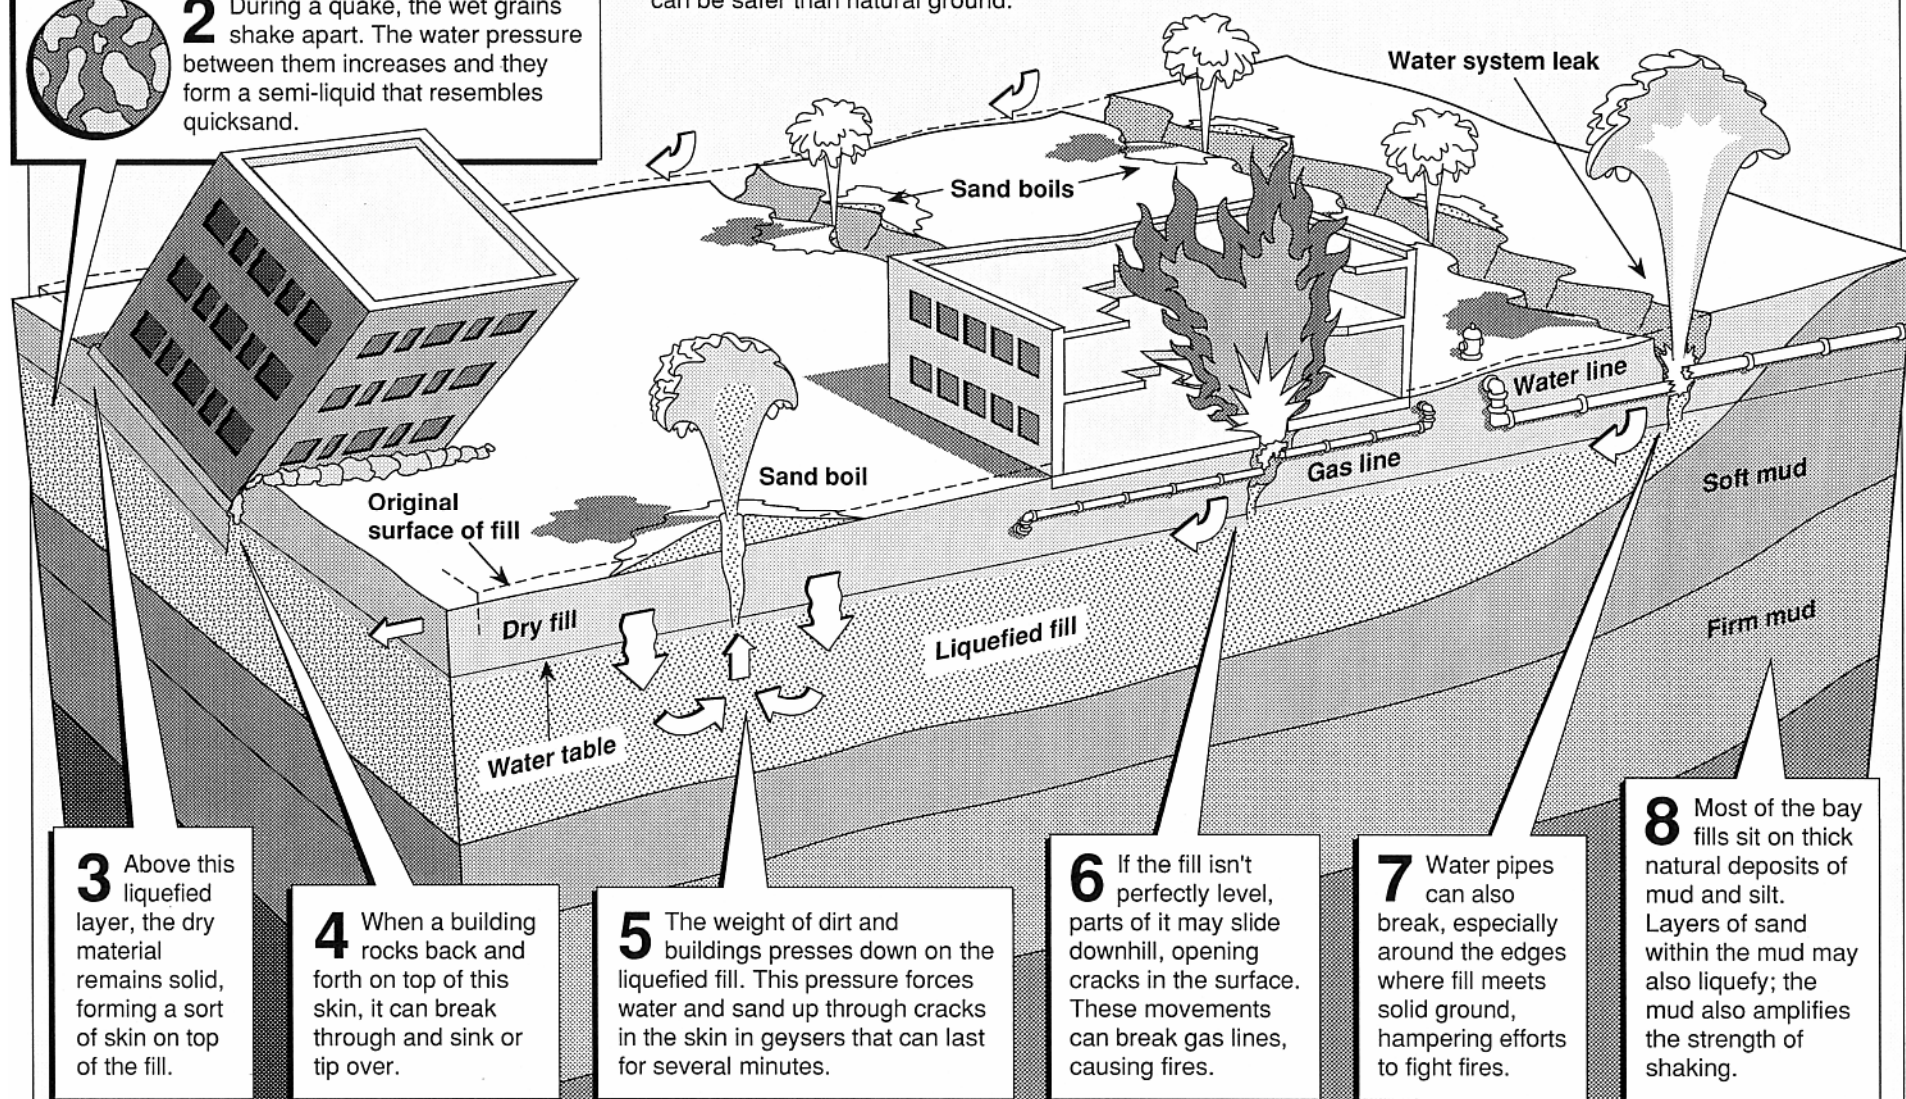 2 During a quake, the wet grains
shake apart. The water pressure
between them increases and they
form a semi-liquid that resembles
quicksand.
can be safer than natural ground.
Water system leak
Sand boils
Water line
Gas line
Sand boil
Original
surface of fill
Soft mud
Dry fill
Liquefied fill
Firm mud
Water table
3 Above this
liquefied
layer, the dry
material
remains solid,
forming a sort
of skin on top
of the fill.
4 When a building
rocks back and
forth on top of this
skin, it can break
through and sink or
tip over.
5 The weight of dirt and
buildings presses down on the
liquefied fill. This pressure forces
water and sand up through cracks
in the skin in geysers that can last
for several minutes.
6 If the fill isn't
perfectly level,
parts of it may slide
downhill, opening
cracks in the surface.
These movements
can break gas lines,
causing fires.
7 Water pipes
can also
break, especially
around the edges
where fill meets
solid ground,
hampering efforts
to fight fires.
8 Most of the bay
fills sit on thick
natural deposits of
mud and silt.
Layers of sand
within the mud may
also liquefy; the
mud also amplifies
the strength of
shaking.